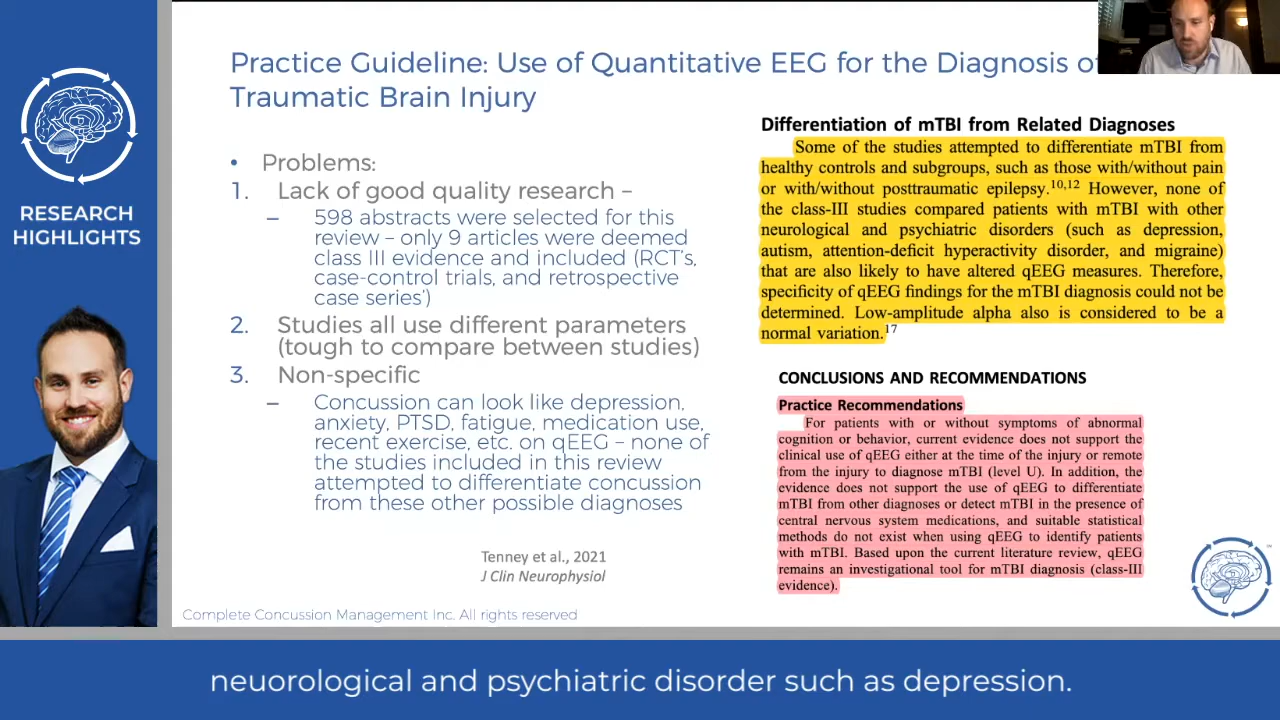 RESEARCH
HIGHLIGHTS
Practice Guideline: Use of Quantitative EEG for the Diagnosis of
Traumatic Brain Injury
• Problems:
1. Lack of good quality research –
– 598 abstracts were selected for this
review – only 9 articles were deemed
class III evidence and included (RCT's,
case-control trials, and retrospective
case series')
2. Studies all use different parameters
(tough to compare between studies)
3. Non-specific
– Concussion can look like depression,
anxiety, PTSD, fatigue, medication use,
recent exercise, etc. on qEEG – none of
the studies included in this review
attempted to differentiate concussion
from these other possible diagnoses
Tenney et al., 2021
J Clin Neurophysiol
Complete Concussion Management Inc. All rights reserved
Differentiation of mTBI from Related Diagnoses
Some of the studies attempted to differentiate mTBI from
healthy controls and subgroups, such as those with/without pain
or with/without posttraumatic epilepsy.10,12 However, none of
the class-III studies compared patients with mTBI with other
neurological and psychiatric disorders (such as depression,
autism, attention-deficit hyperactivity disorder, and migraine)
that are also likely to have altered qEEG measures. Therefore,
specificity of qEEG findings for the mTBI diagnosis could not be
determined. Low-amplitude alpha also is considered to be a
normal variation.17
CONCLUSIONS AND RECOMMENDATIONS
Practice Recommendations
For patients with or without symptoms of abnormal
cognition or behavior, current evidence does not support the
clinical use of qEEG either at the time of the injury or remote
from the injury to diagnose mTBI (level U). In addition, the
evidence does not support the use of qEEG to differentiate
mTBI from other diagnoses or detect mTBI in the presence of
central nervous system medications, and suitable statistical
methods do not exist when using qEEG to identify patients
with mTBI. Based upon the current literature review, qEEG
remains an investigational tool for mTBI diagnosis (class-III
evidence).
neuorological and psychiatric disorder such as depression.